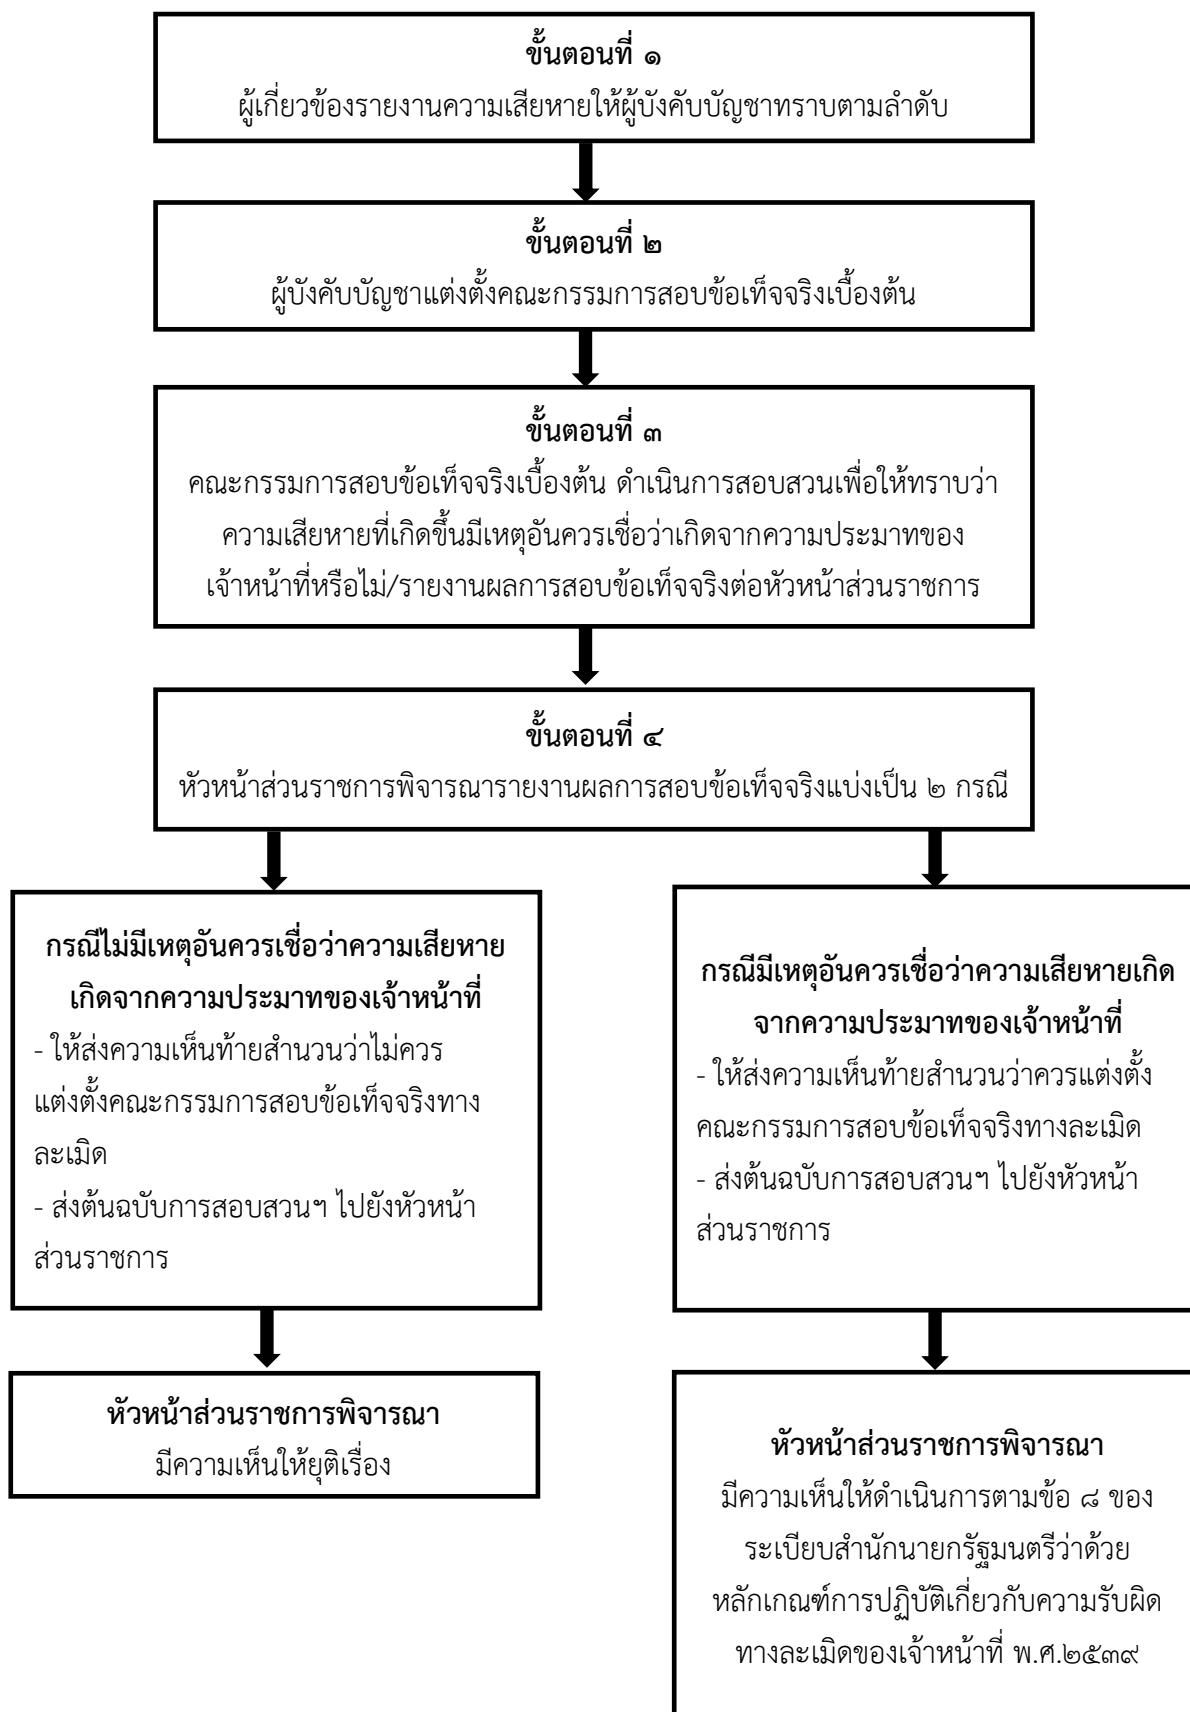 ขั้นตอนที่ ๑
ผู้เกี่ยวข้องรายงานความเสียหายให้ผู้บังคับบัญชาทราบตามลำดับ
ขั้นตอนที่ ๒
ผู้บังคับบัญชาแต่งตั้งคณะกรรมการสอบข้อเท็จจริงเบื้องต้น
ขั้นตอนที่ ๓
คณะกรรมการสอบข้อเท็จจริงเบื้องต้น ดำเนินการสอบสวนเพื่อให้ทราบว่า
ความเสียหายที่เกิดขึ้นมีเหตุอันควรเชื่อว่าเกิดจากความประมาทของ
เจ้าหน้าที่หรือไม่/รายงานผลการสอบข้อเท็จจริงต่อหัวหน้าส่วนราชการ
ขั้นตอนที่ ๔
หัวหน้าส่วนราชการพิจารณารายงานผลการสอบข้อเท็จจริงแบ่งเป็น ๒ กรณี
กรณีไม่มีเหตุอันควรเชื่อว่าความเสียหาย
เกิดจากความประมาทของเจ้าหน้าที่
- ให้ส่งความเห็นท้ายสำนวนว่าไม่ควร
แต่งตั้งคณะกรรมการสอบข้อเท็จจริงทาง
ละเมิด
- ส่งต้นฉบับการสอบสวนฯ ไปยังหัวหน้า
ส่วนราชการ
กรณีมีเหตุอันควรเชื่อว่าความเสียหายเกิด
จากความประมาทของเจ้าหน้าที่
- ให้ส่งความเห็นท้ายสำนวนว่าควรแต่งตั้ง
คณะกรรมการสอบข้อเท็จจริงทางละเมิด
- ส่งต้นฉบับการสอบสวนฯ ไปยังหัวหน้า
ส่วนราชการ
หัวหน้าส่วนราชการพิจารณา
มีความเห็นให้ยุติเรื่อง
หัวหน้าส่วนราชการพิจารณา
มีความเห็นให้ดำเนินการตามข้อ ๘ ของ
ระเบียบสำนักนายกรัฐมนตรีว่าด้วย
หลักเกณฑ์การปฏิบัติเกี่ยวกับความรับผิด
ทางละเมิดของเจ้าหน้าที่ พ.ศ.๒๕๓๙